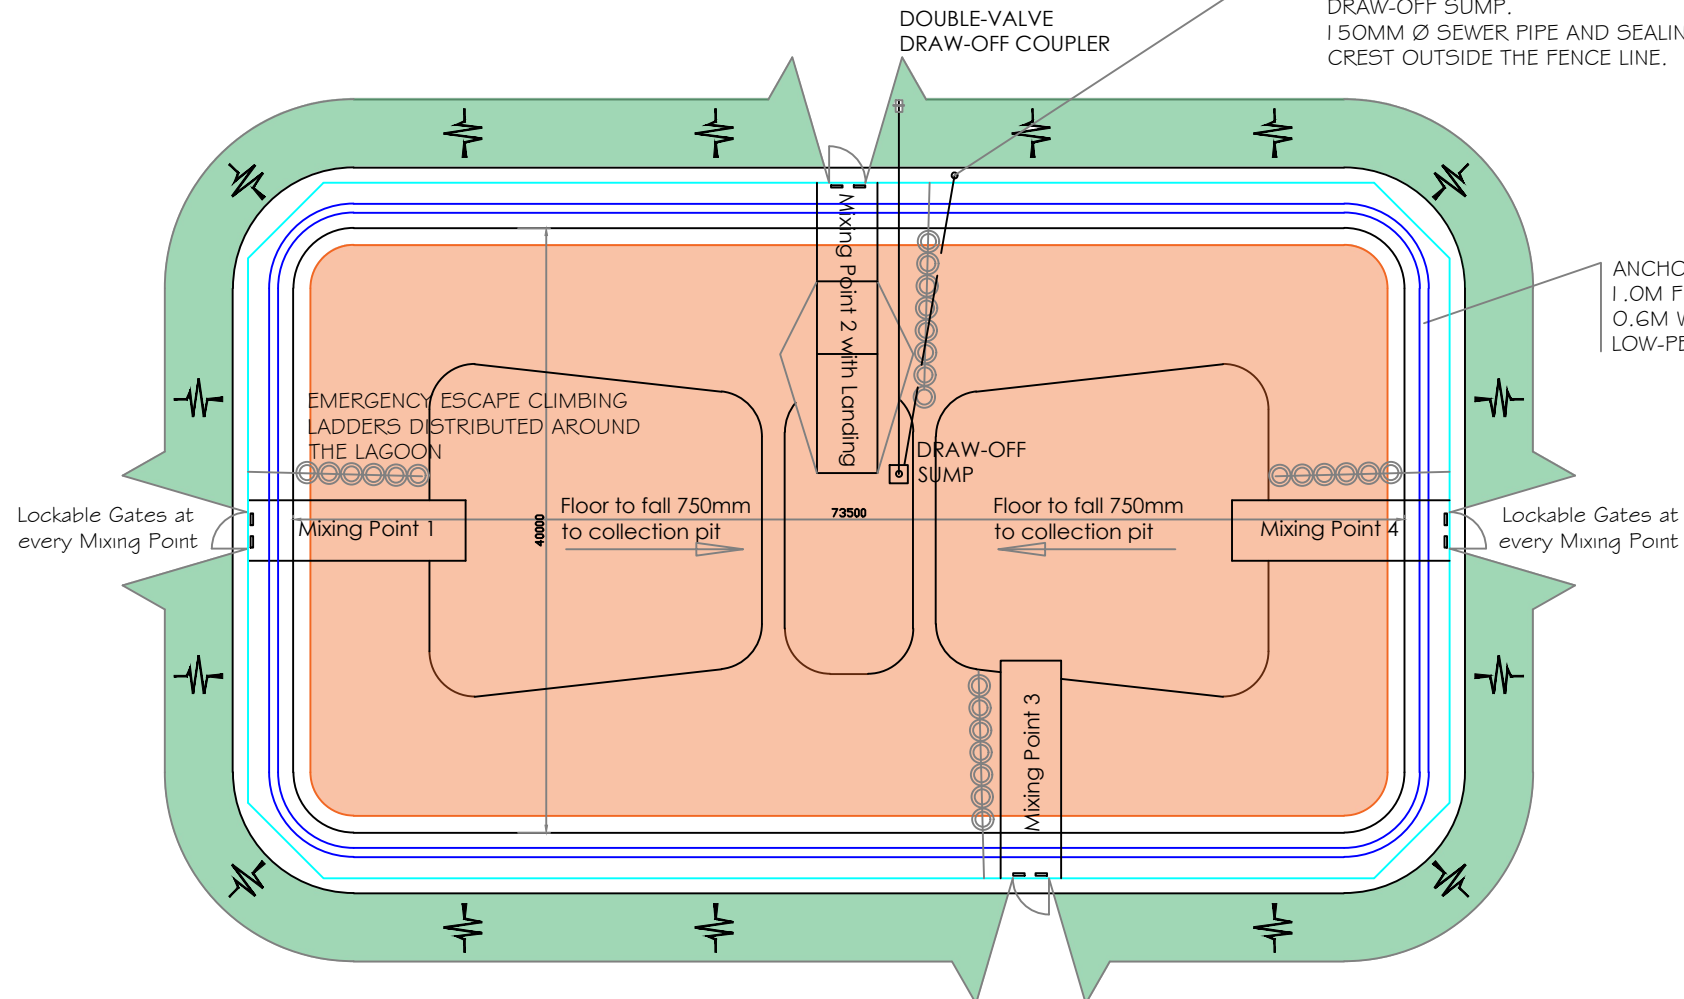 DOUBLE-VALVE
DRAW-OFF COUPLER
DRAW-OFF SUMP.
150MM Ø SEWER PIPE AND SEALIN
CREST OUTSIDE THE FENCE LINE.
Mixing Point 2 with Landing
ANCHO
1.0M F
0.6M W
LOW-PE
EMERGENCY ESCAPE CLIMBING
LADDERS DISTRIBUTED AROUND
THE LAGOON
DRAW-OFF
SUMP
Lockable Gates at
every Mixing Point
Mixing Point 1
40000
Floor to fall 750mm
to collection pit
73500
Floor to fall 750mm
to collection pit
Mixing Point 4
Lockable Gates at
every Mixing Point
Mixing Point 3